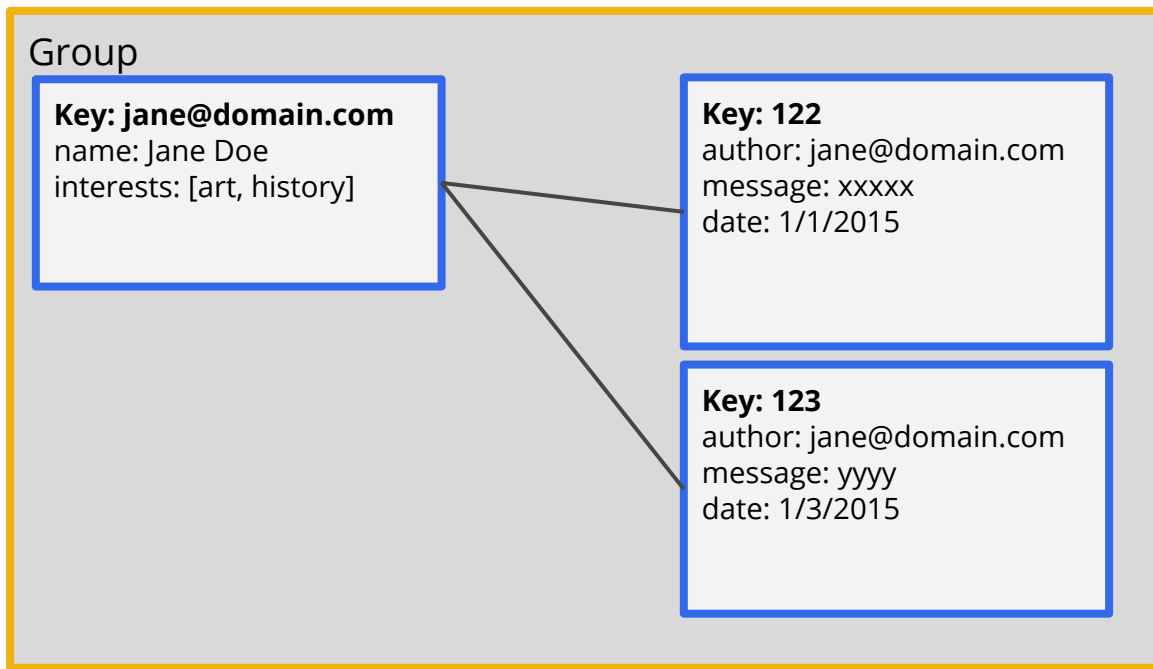 Group
Key: jane@domain.com
name: Jane Doe
interests: [art, history]
Key: 122
author: jane@domain.com
message: xxxxx
date: 1/1/2015
Key: 123
author: jane@domain.com
message: yyyy
date: 1/3/2015